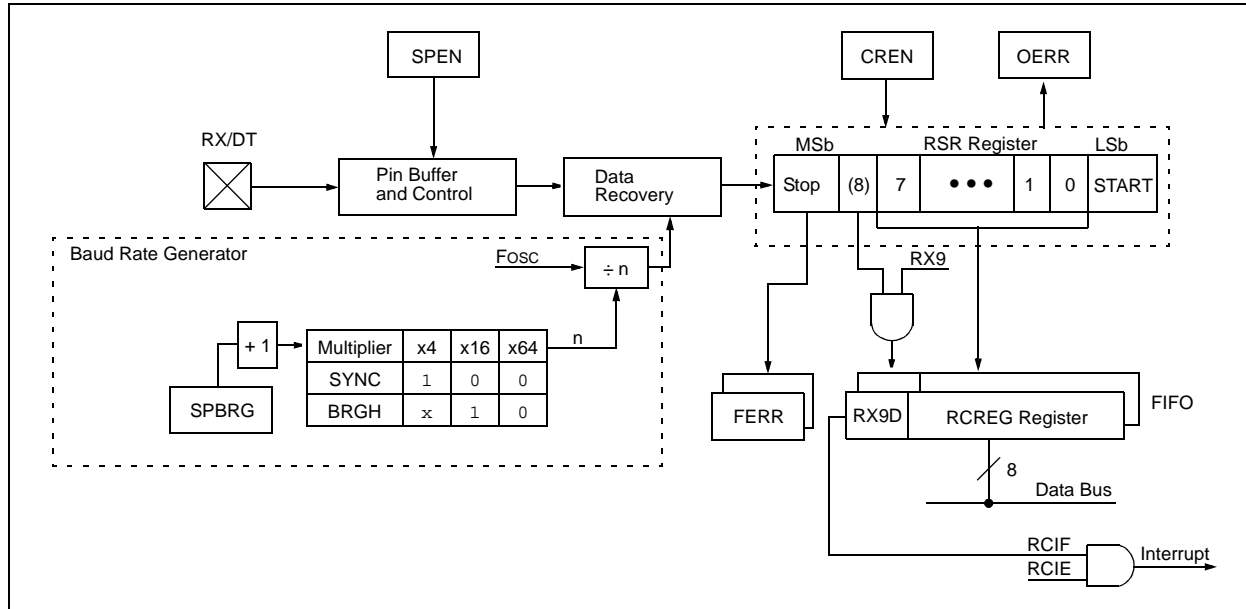 SPEN
CREN
OERR
RX/DT
Pin Buffer
and Control
Data
Recovery
MSb
RSR Register
LSb
Stop (8) 7 ••• 1 0 START
Baud Rate Generator
FOSC
÷ n
RX9
+ 1
Multiplier x4 x16 x64
n
SYNC 1 0 0
BRGH x 1 0
SPBRG
FERR
RX9D
RCREG Register
FIFO
8
Data Bus
RCIF
RCIE
Interrupt